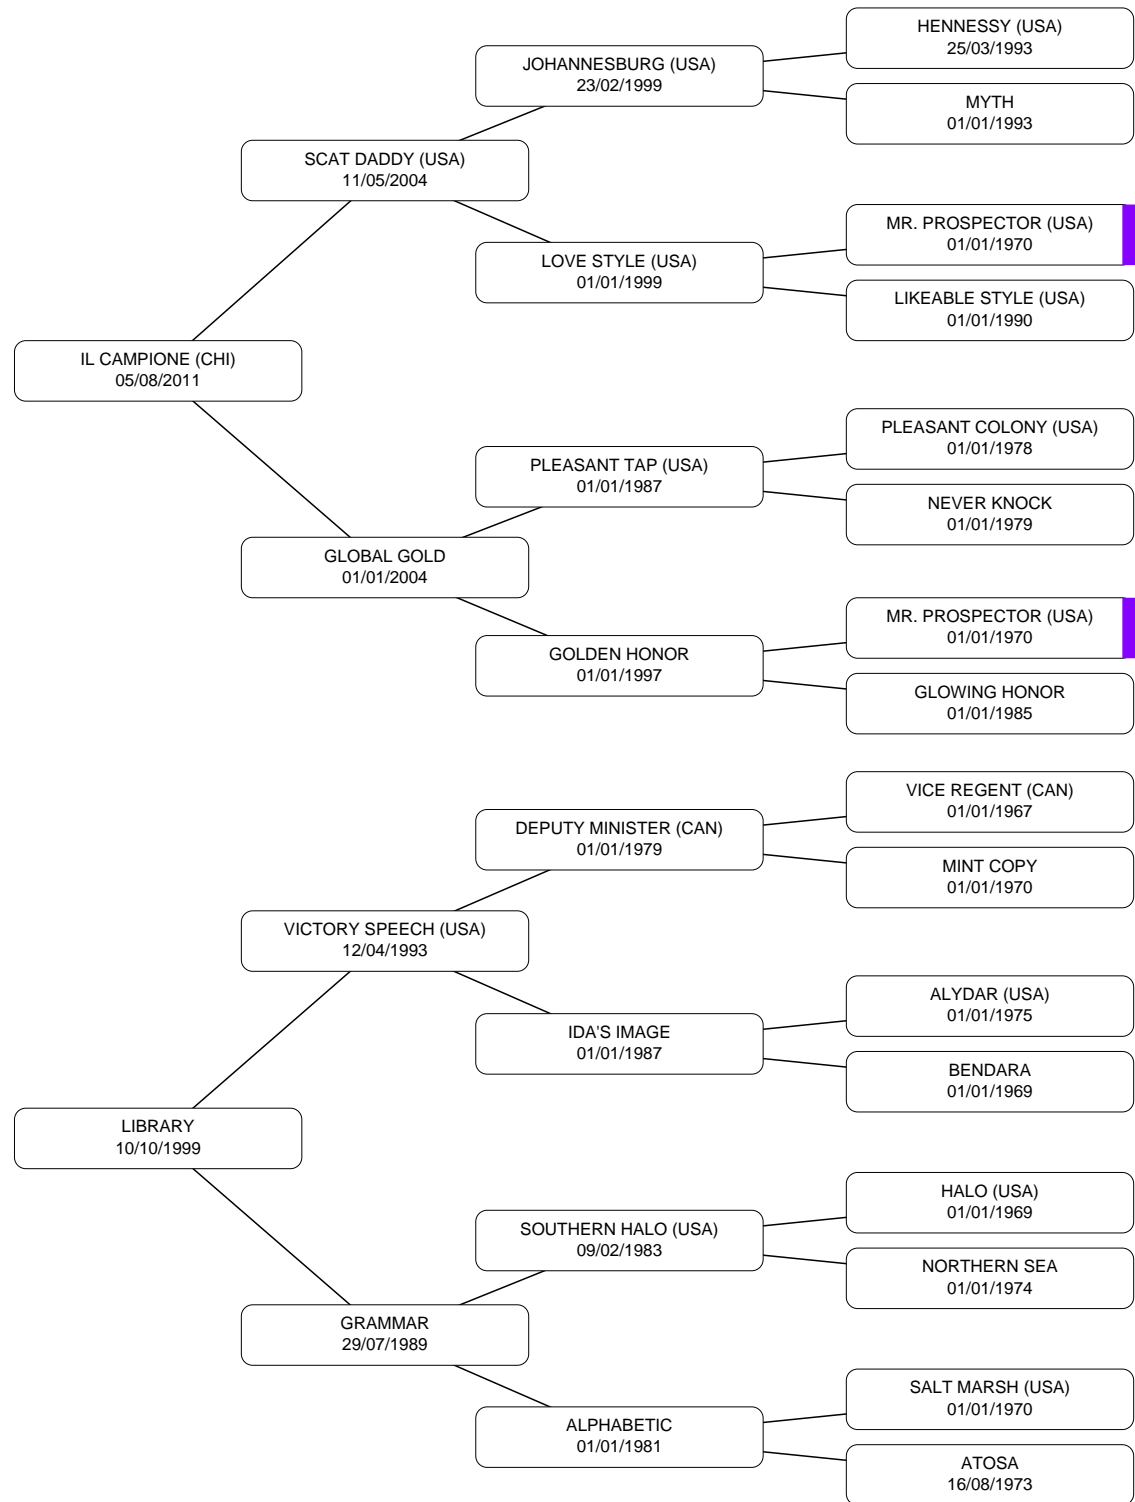 HENNESSY (USA)
25/03/1993
JOHANNESBURG (USA)
23/02/1999
MYTH
01/01/1993
SCAT DADDY (USA)
11/05/2004
MR. PROSPECTOR (USA)
01/01/1970
LOVE STYLE (USA)
01/01/1999
LIKEABLE STYLE (USA)
01/01/1990
IL CAMPIONE (CHI)
05/08/2011
PLEASANT COLONY (USA)
01/01/1978
PLEASANT TAP (USA)
01/01/1987
NEVER KNOCK
01/01/1979
GLOBAL GOLD
01/01/2004
MR. PROSPECTOR (USA)
01/01/1970
GOLDEN HONOR
01/01/1997
GLOWING HONOR
01/01/1985
VICE REGENT (CAN)
01/01/1967
DEPUTY MINISTER (CAN)
01/01/1979
MINT COPY
01/01/1970
VICTORY SPEECH (USA)
12/04/1993
ALYDAR (USA)
01/01/1975
IDA'S IMAGE
01/01/1987
BENDARA
01/01/1969
LIBRARY
10/10/1999
HALO (USA)
01/01/1969
SOUTHERN HALO (USA)
09/02/1983
NORTHERN SEA
01/01/1974
GRAMMAR
29/07/1989
SALT MARSH (USA)
01/01/1970
ALPHABETIC
01/01/1981
ATOSA
16/08/1973